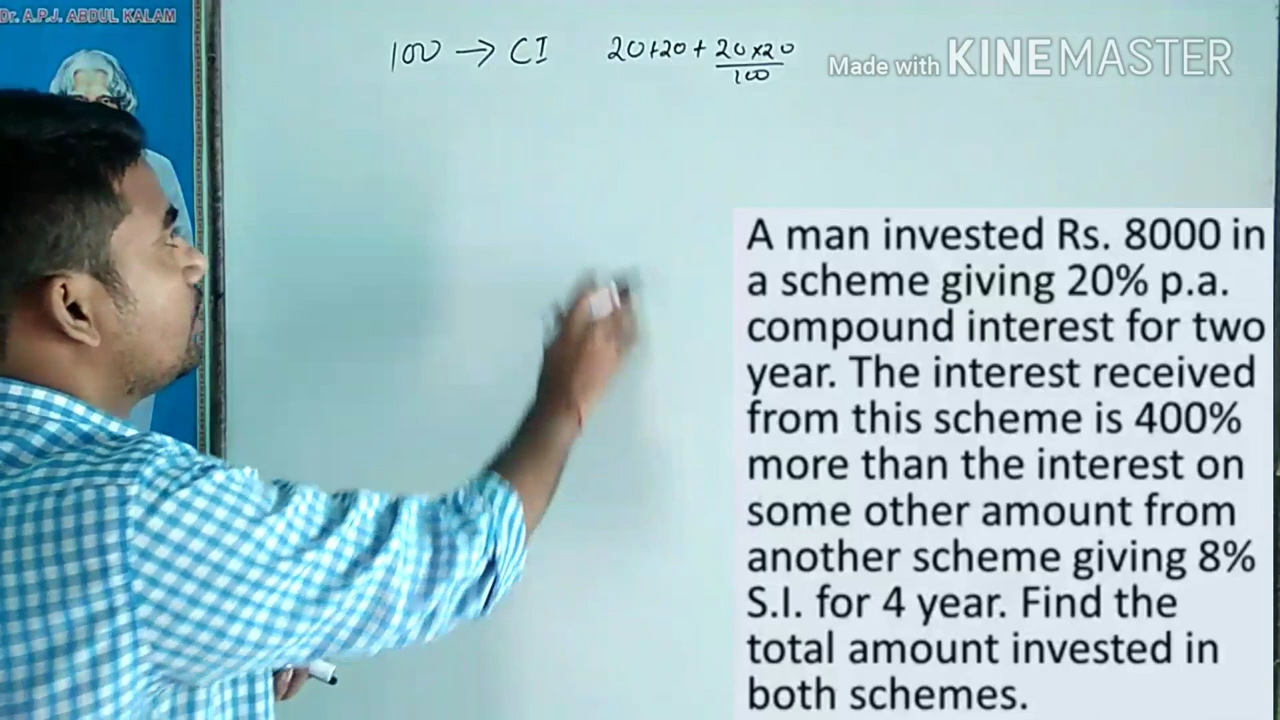 Dr. A.P.J. ABDUL KALAM
100 → CI 20+20 + 20×20
100
Made with KINEMASTER
A man invested Rs. 8000 in
a scheme giving 20% p.a.
compound interest for two
year. The interest received
from this scheme is 400%
more than the interest on
some other amount from
another scheme giving 8%
S.I. for 4 year. Find the
total amount invested in
both schemes.